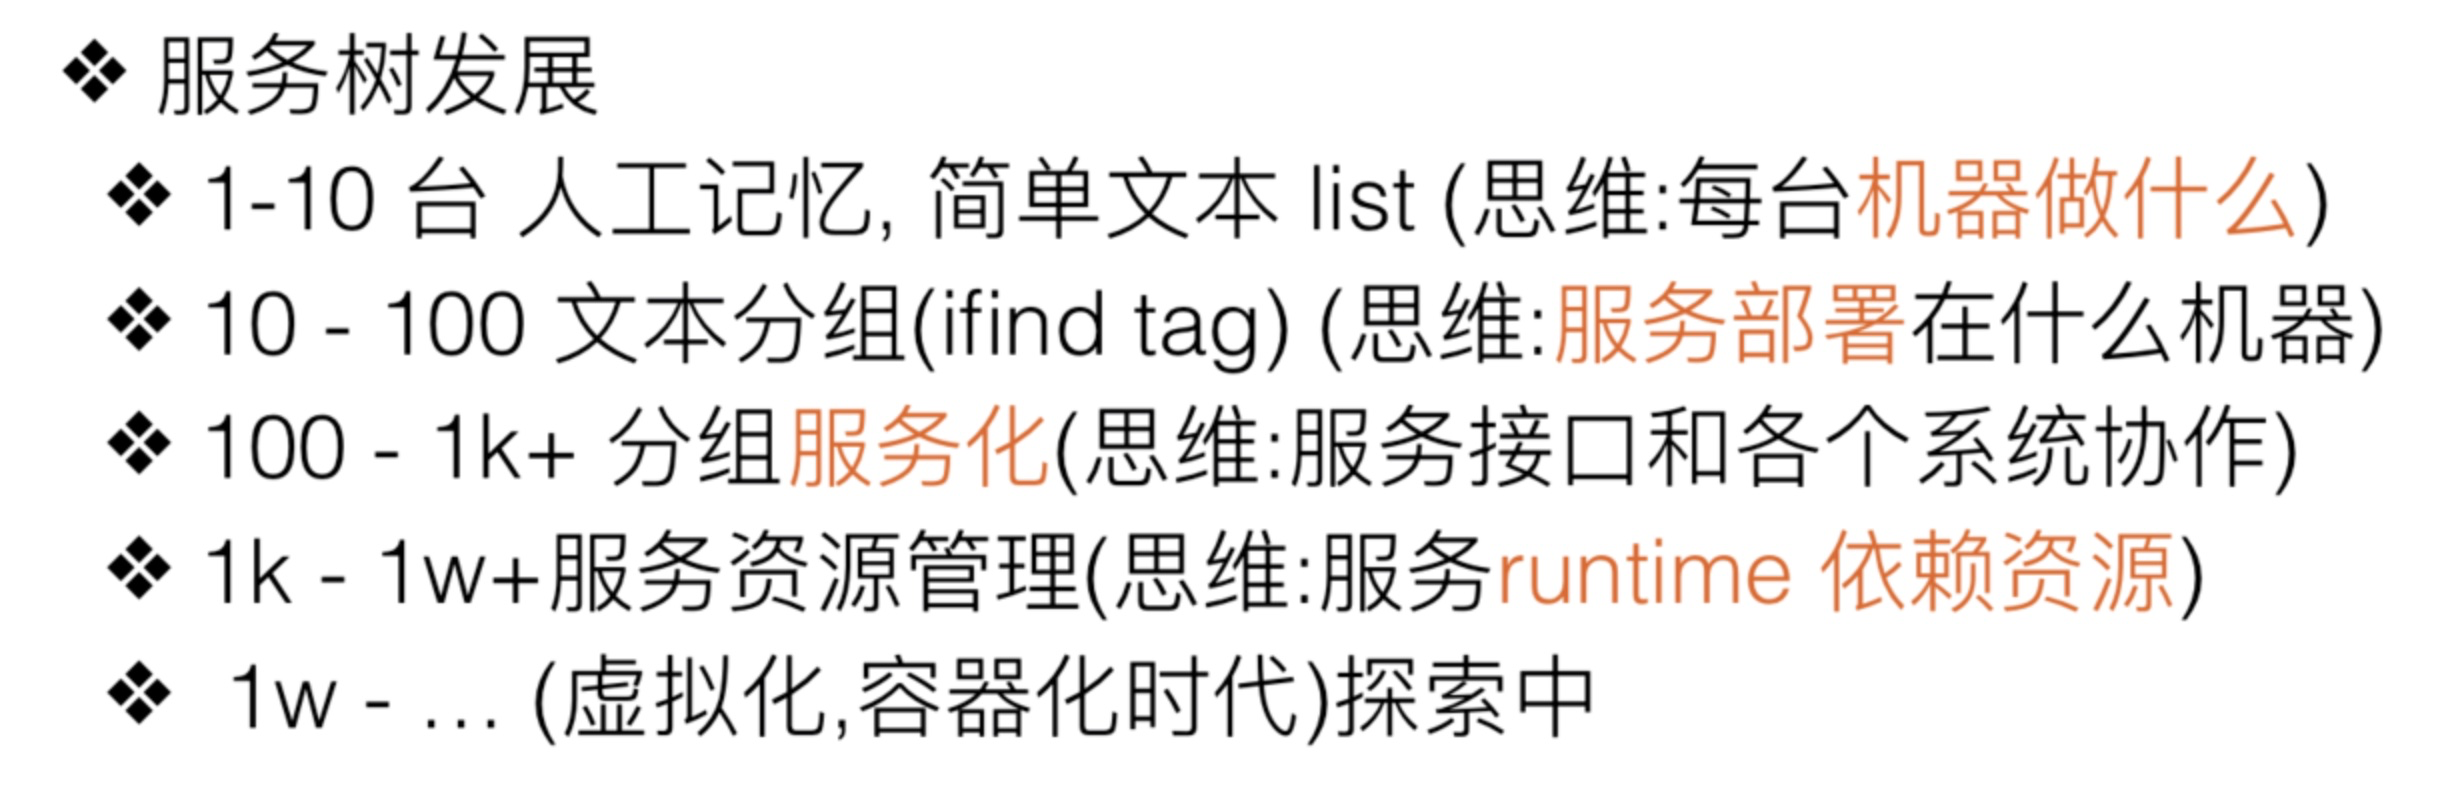 ❖ 服务树发展
❖ 1-10 台 人工记忆, 简单文本 list (思维:每台机器做什么)
❖ 10 - 100 文本分组(ifind tag) (思维:服务部署在什么机器)
❖ 100 - 1k+ 分组服务化(思维:服务接口和各个系统协作)
❖ 1k - 1w+服务资源管理(思维:服务runtime 依赖资源)
❖ 1w - ... (虚拟化,容器化时代)探索中